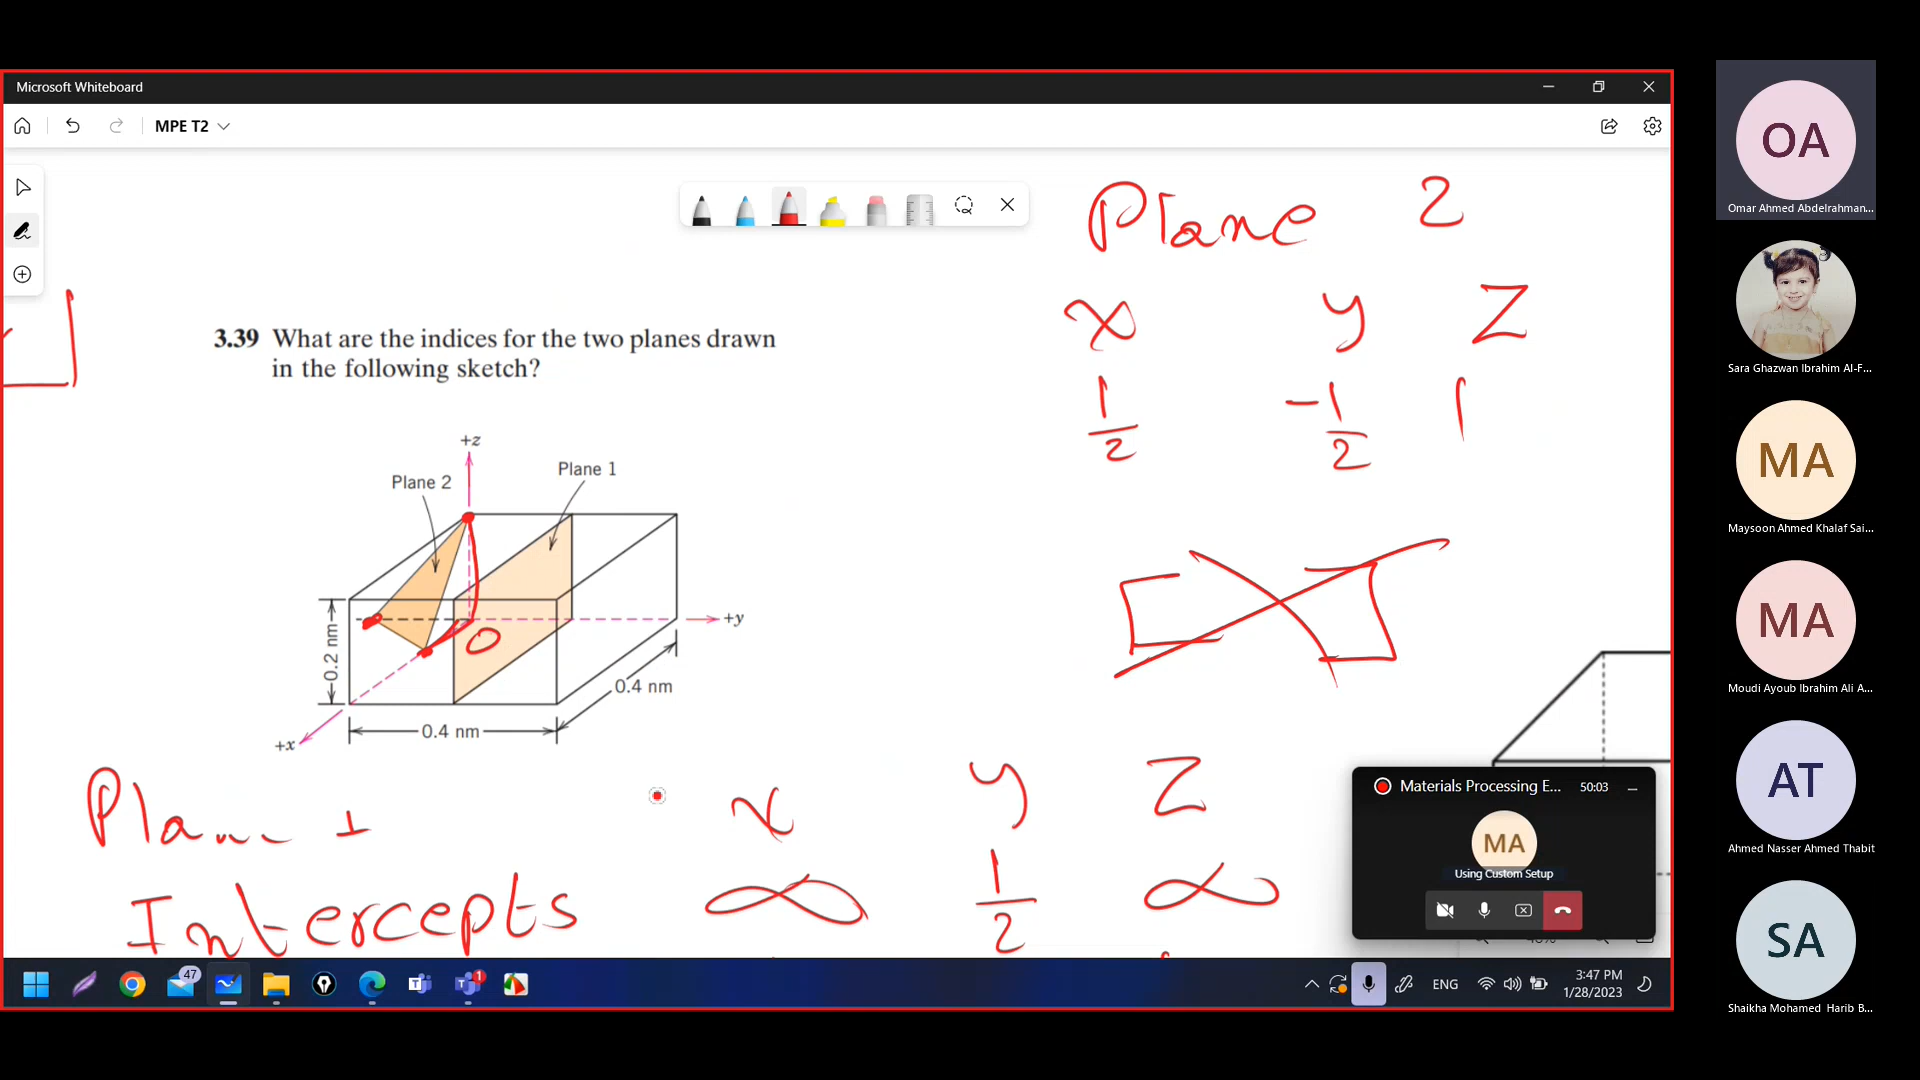 Microsoft Whiteboard
MPE T2
Plane 2
x y z
1/2 -1/2 1
3.39 What are the indices for the two planes drawn
in the following sketch?
+z
Plane 1
Plane 2
O
+y
0.2 nm
0.4 nm
0.4 nm
+x
Plane 1 x y z
Intercepts ∞ 1/2 ∞
Materials Processing E... 50:03
MA
Using Custom Setup
47
1
ENG
3:47 PM
1/28/2023
OA
Omar Ahmed Abdelrahman...
Sara Ghazwan Ibrahim Al-F...
MA
Maysoon Ahmed Khalaf Sai...
MA
Moudi Ayoub Ibrahim Ali A...
AT
Ahmed Nasser Ahmed Thabit
SA
Shaikha Mohamed Harib B...